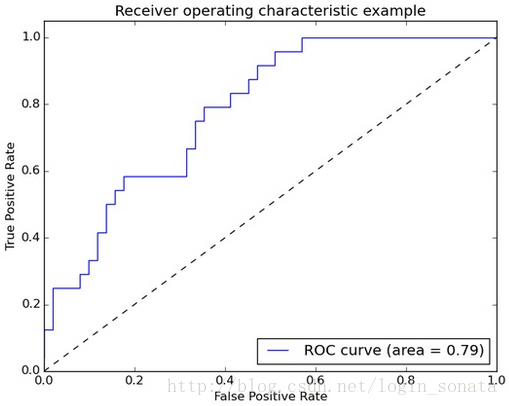 Receiver operating characteristic example
True Positive Rate
1.0
0.8
0.6
0.4
0.2
0.0
ROC curve (area = 0.79)
http://blog.csdn.net/login_sonata
0.0 0.2 0.4 0.6 0.8 1.0
False Positive Rate